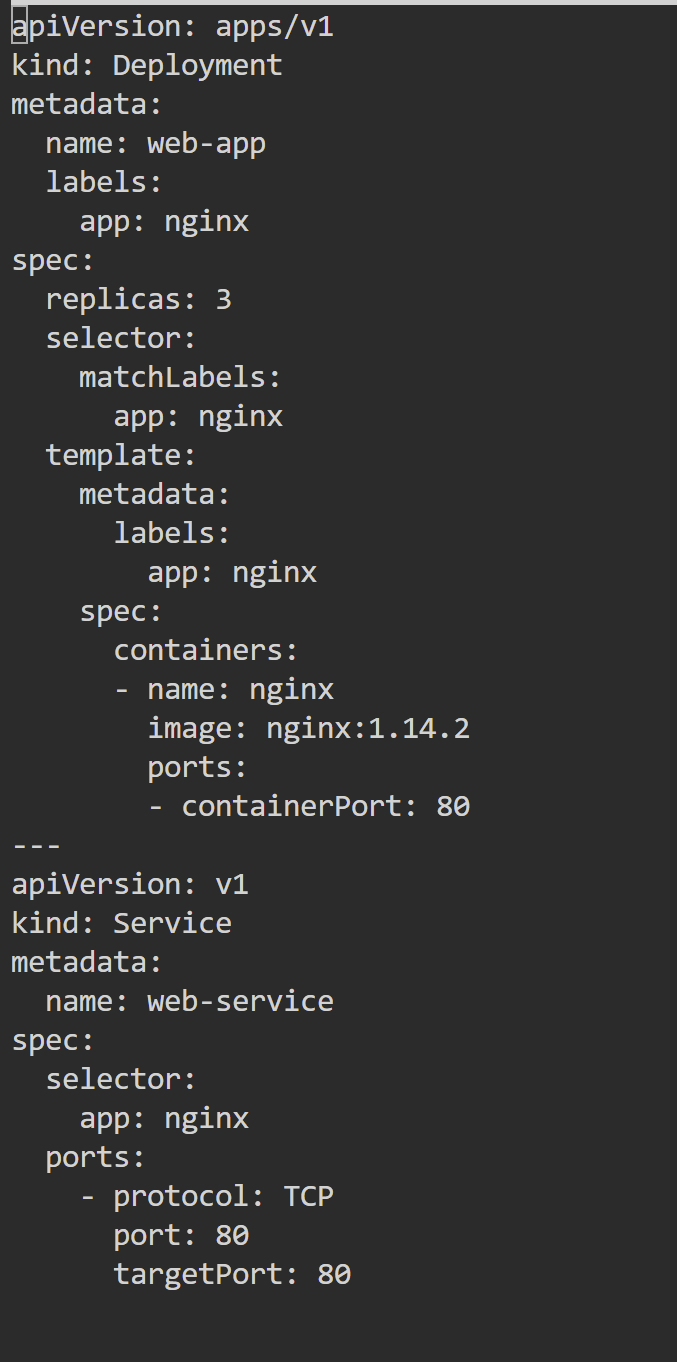 apiVersion: apps/v1
kind: Deployment
metadata:
  name: web-app
  labels:
    app: nginx
spec:
  replicas: 3
  selector:
    matchLabels:
      app: nginx
  template:
    metadata:
      labels:
        app: nginx
    spec:
      containers:
      - name: nginx
        image: nginx:1.14.2
        ports:
        - containerPort: 80
---
apiVersion: v1
kind: Service
metadata:
  name: web-service
spec:
  selector:
    app: nginx
  ports:
    - protocol: TCP
      port: 80
      targetPort: 80